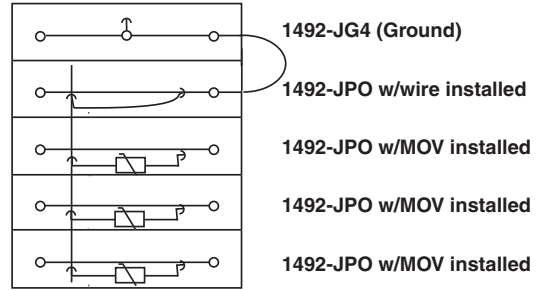 1492-JG4 (Ground)
1492-JPO w/wire installed
1492-JPO w/MOV installed
1492-JPO w/MOV installed
1492-JPO w/MOV installed